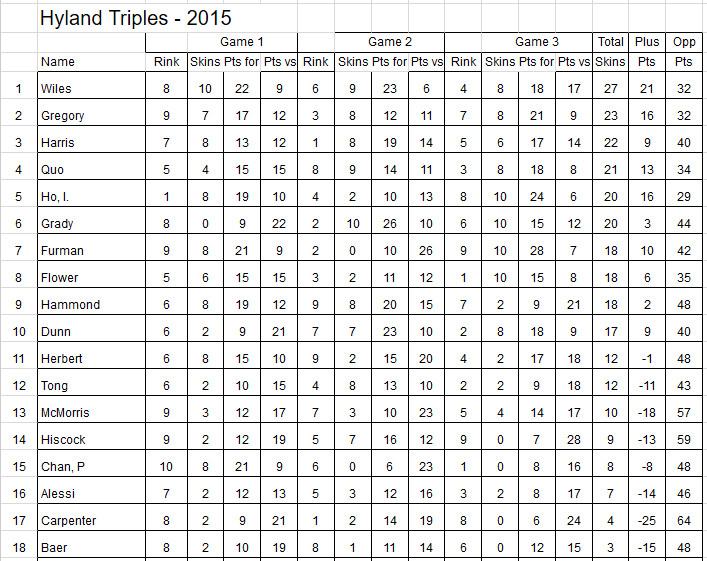 Hyland Triples - 2015
Game 1 Game 2 Game 3 Total Plus Opp
Name Rink Skins Pts for Pts vs Rink Skins Pts for Pts vs Rink Skins Pts for Pts vs Skins Pts Pts
1 Wiles 8 10 22 9 6 9 23 6 4 8 18 17 27 21 32
2 Gregory 9 7 17 12 3 8 12 11 7 8 21 9 23 16 32
3 Harris 7 8 13 12 1 8 19 14 5 6 17 14 22 9 40
4 Quo 5 4 15 15 8 9 14 11 3 8 18 8 21 13 34
5 Ho, I. 1 8 19 10 4 2 10 13 8 10 24 6 20 16 29
6 Grady 8 0 9 22 2 10 26 10 6 10 15 12 20 3 44
7 Furman 9 8 21 9 2 0 10 26 9 10 28 7 18 10 42
8 Flower 5 6 15 15 3 2 11 12 1 10 15 8 18 6 35
9 Hammond 6 8 19 12 9 8 20 15 7 2 9 21 18 2 48
10 Dunn 6 2 9 21 7 7 23 10 2 8 18 9 17 9 40
11 Herbert 6 8 15 10 9 2 15 20 4 2 17 18 12 -1 48
12 Tong 6 2 10 15 4 8 13 10 2 2 9 18 12 -11 43
13 McMorris 9 3 12 17 7 3 10 23 5 4 14 17 10 -18 57
14 Hiscock 9 2 12 19 5 7 16 12 9 0 7 28 9 -13 59
15 Chan, P 10 8 21 9 6 0 6 23 1 0 8 16 8 -8 48
16 Alessi 7 2 12 13 5 3 12 16 3 2 8 17 7 -14 46
17 Carpenter 8 2 9 21 1 2 14 19 8 0 6 24 4 -25 64
18 Baer 8 2 10 19 8 1 11 14 6 0 12 15 3 -15 48